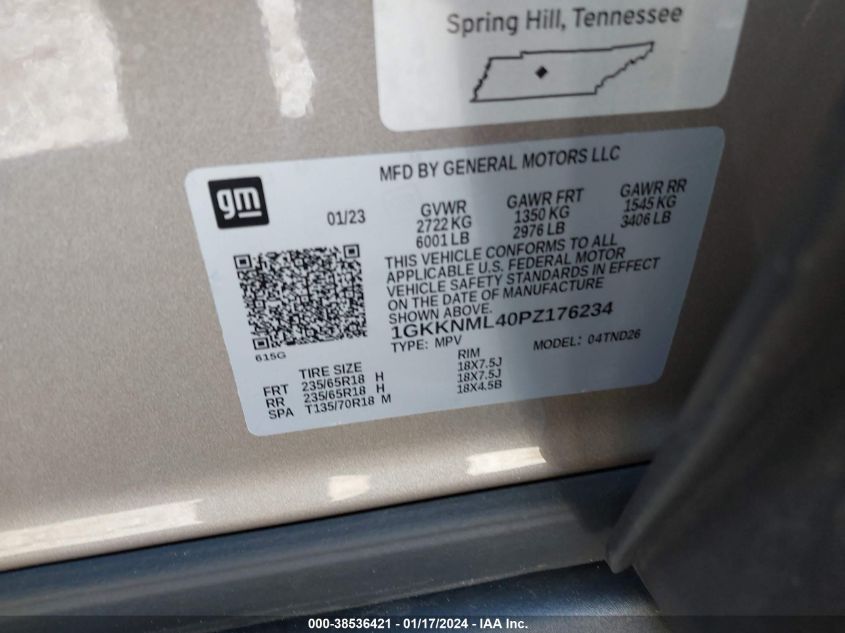 Spring Hill, Tennessee
MFD BY GENERAL MOTORS LLC
gm
01/23 GVWR GAWR FRT GAWR RR
2722 KG 1350 KG 1545 KG
6001 LB 2976 LB 3406 LB
THIS VEHICLE CONFORMS TO ALL
APPLICABLE U.S. FEDERAL MOTOR
VEHICLE SAFETY STANDARDS IN EFFECT
ON THE DATE OF MANUFACTURE
SHOWN ABOVE.
1GKKNML40PZ176234
TYPE: MPV MODEL: 04TND26
615G
TIRE SIZE RIM
FRT 235/65R18 H 18X7.5J
RR 235/65R18 H 18X7.5J
SPA T135/70R18 M 18X4.5B
000-38536421 - 01/17/2024 - IAA Inc.